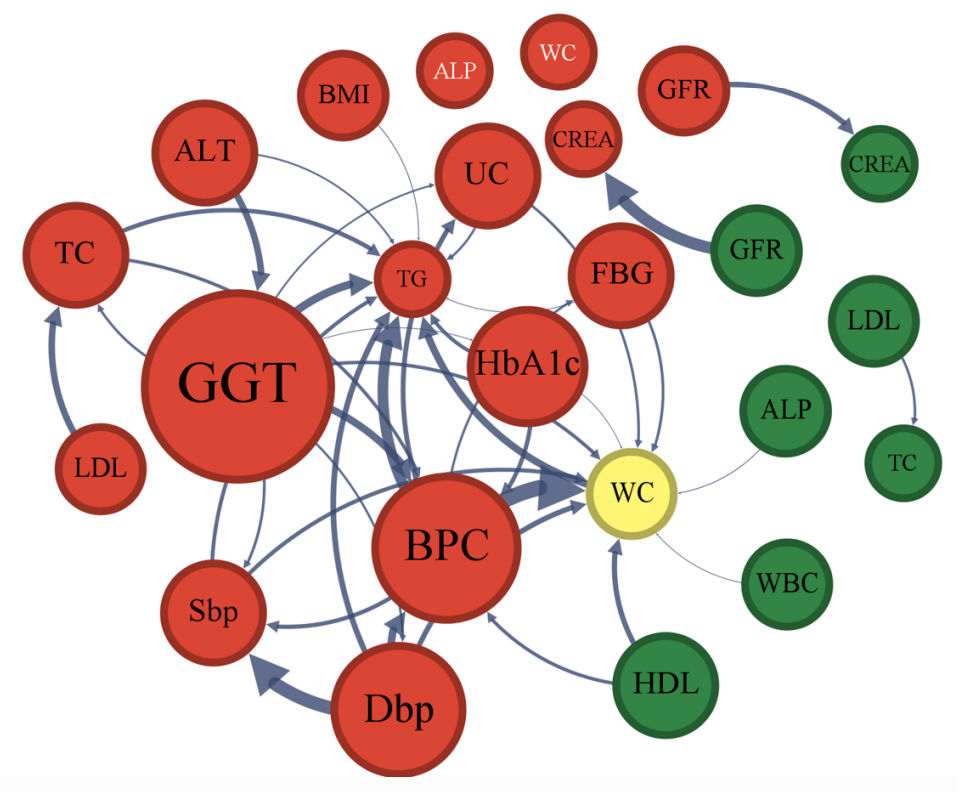 WC
ALP
BMI
GFR
CREA
ALT
CREA
UC
TC
GFR
FBG
TG
LDL
HbA1c
GGT
ALP
LDL
TC
WC
BPC
WBC
Sbp
HDL
Dbp